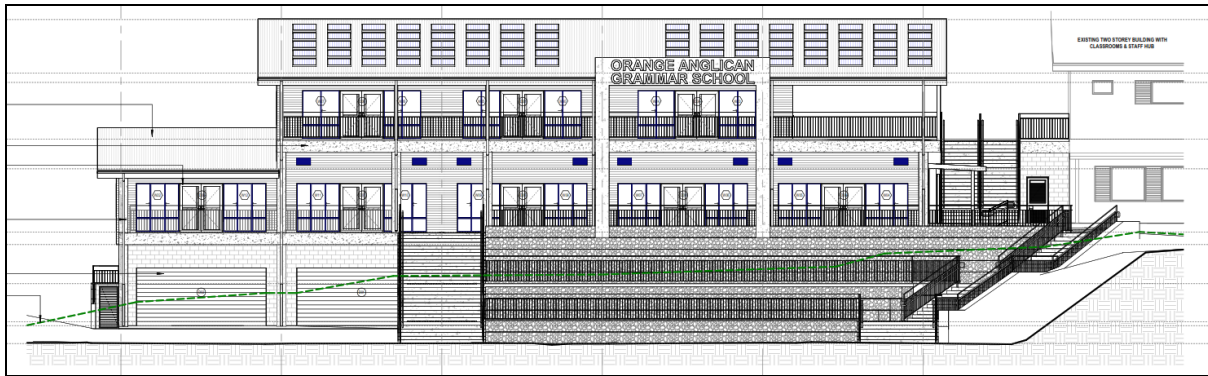 EXISTING TWO STOREY BUILDING WITH
CLASSROOMS & STAFF HUB
ORANGE ANGLICAN
GRAMMAR SCHOOL